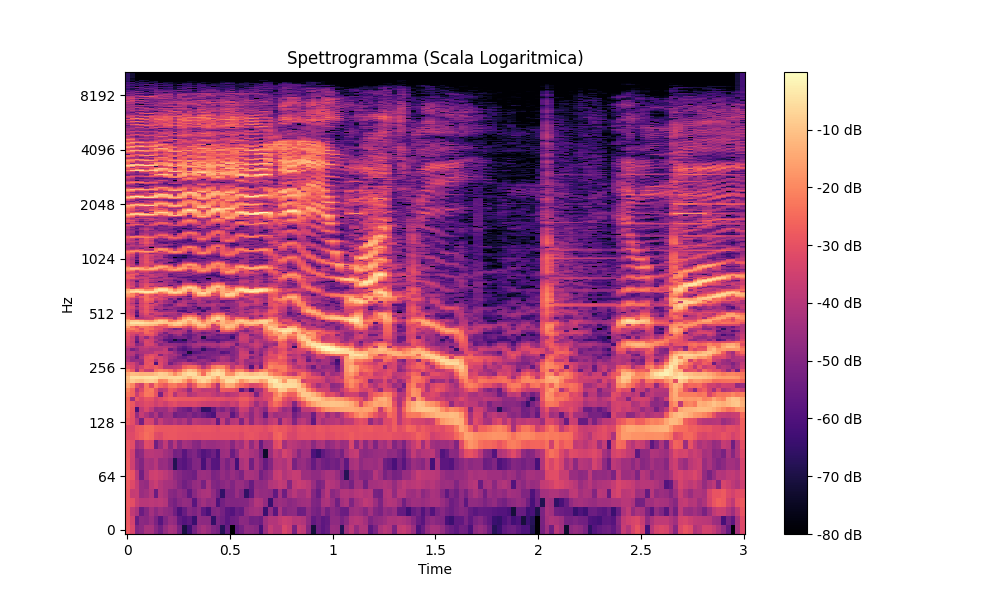 Spettrogramma (Scala Logaritmica)
8192
4096
2048
1024
512
256
128
64
0
Hz
0
0.5
1
1.5
2
2.5
3
Time
-10 dB
-20 dB
-30 dB
-40 dB
-50 dB
-60 dB
-70 dB
-80 dB